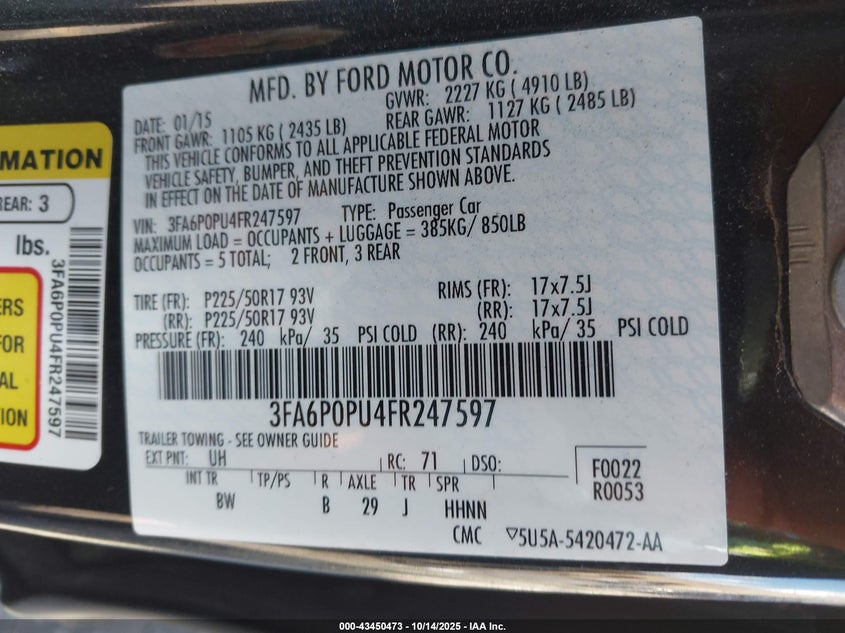 MFD. BY FORD MOTOR CO.
DATE: 01/15
GVWR: 2227 KG ( 4910 LB)
FRONT GAWR: 1105 KG ( 2435 LB)
REAR GAWR: 1127 KG ( 2485 LB)
THIS VEHICLE CONFORMS TO ALL APPLICABLE FEDERAL MOTOR
VEHICLE SAFETY, BUMPER, AND THEFT PREVENTION STANDARDS
IN EFFECT ON THE DATE OF MANUFACTURE SHOWN ABOVE.
VIN: 3FA6P0PU4FR247597 TYPE: Passenger Car
MAXIMUM LOAD = OCCUPANTS + LUGGAGE = 385KG/ 850LB
OCCUPANTS = 5 TOTAL; 2 FRONT, 3 REAR
TIRE (FR): P225/50R17 93V RIMS (FR): 17x7.5J
(RR): P225/50R17 93V (RR): 17x7.5J
PRESSURE (FR): 240 kPa/ 35 PSI COLD (RR): 240 kPa/ 35 PSI COLD
3FA6P0PU4FR247597
TRAILER TOWING - SEE OWNER GUIDE
EXT PNT: UH RC: 71 DSO:
F0022
R0053
INT TR TP/PS R AXLE TR SPR
BW B 29 J HHNN
CMC 5U5A-5420472-AA
MATION
REAR: 3
lbs.
3FA6P0PU4FR247597
ERS
FOR
AL
ION
000-43450473 - 10/14/2025 - IAA Inc.